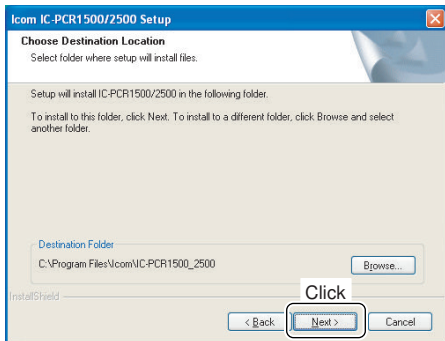 Icom IC-PCR1500/2500 Setup
Choose Destination Location
Select folder where setup will install files.
Setup will install IC-PCR1500/2500 in the following folder.
To install to this folder, click Next. To install to a different folder, click Browse and select
another folder.
Destination Folder
C:\Program Files\Icom\IC-PCR1500_2500
Browse...
Click
InstallShield
< Back
Next >
Cancel